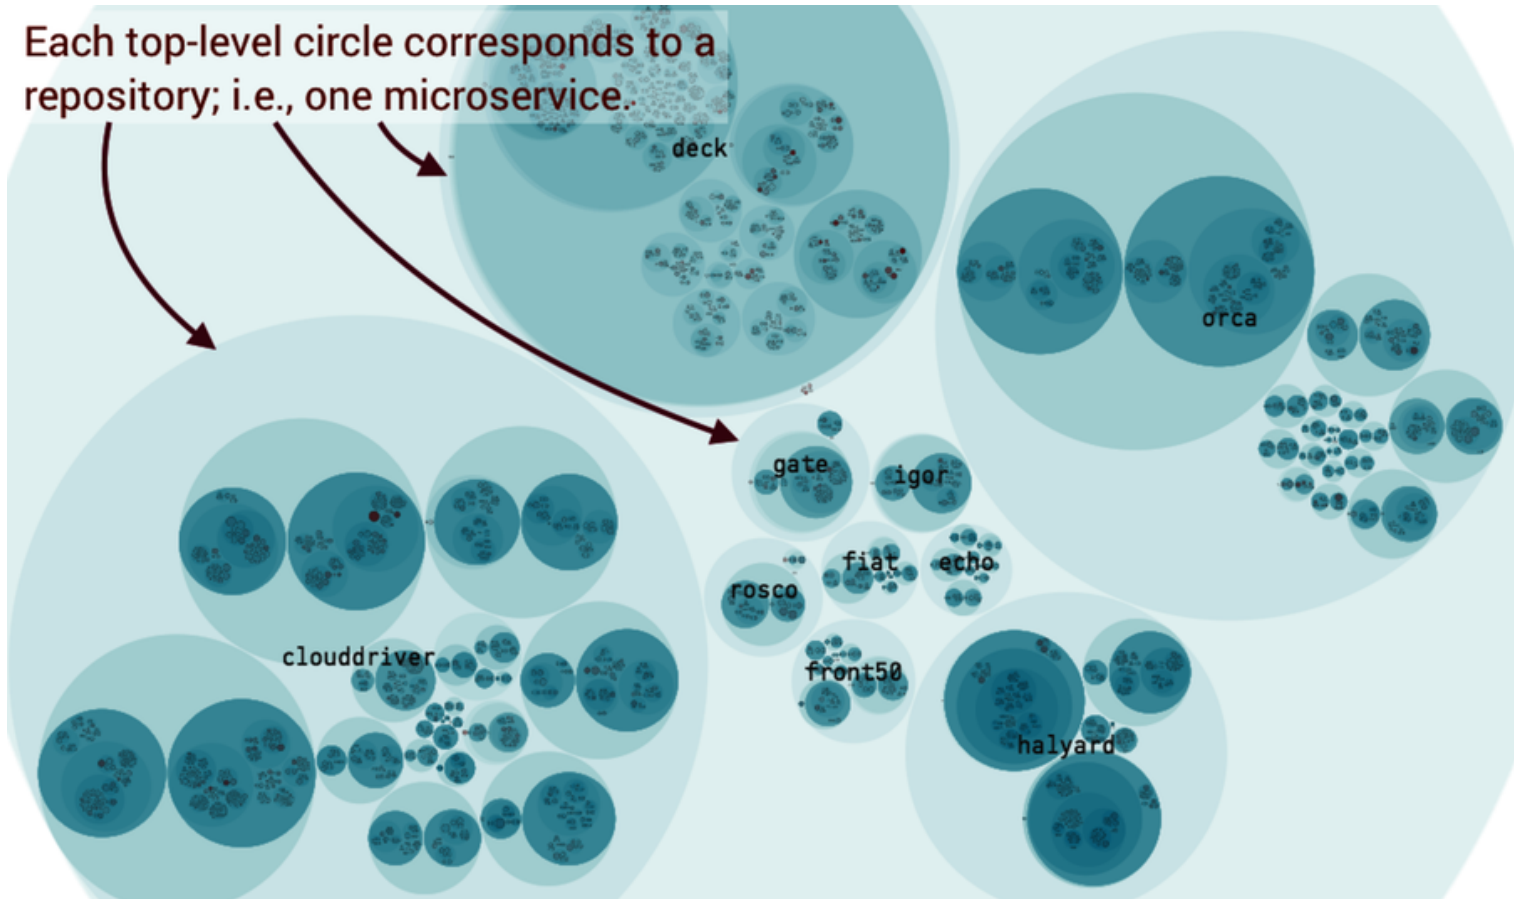 Each top-level circle corresponds to a
repository; i.e., one microservice.
deck
orca
gate
igor
fiat
echo
rosco
clouddriver
front50
halyard